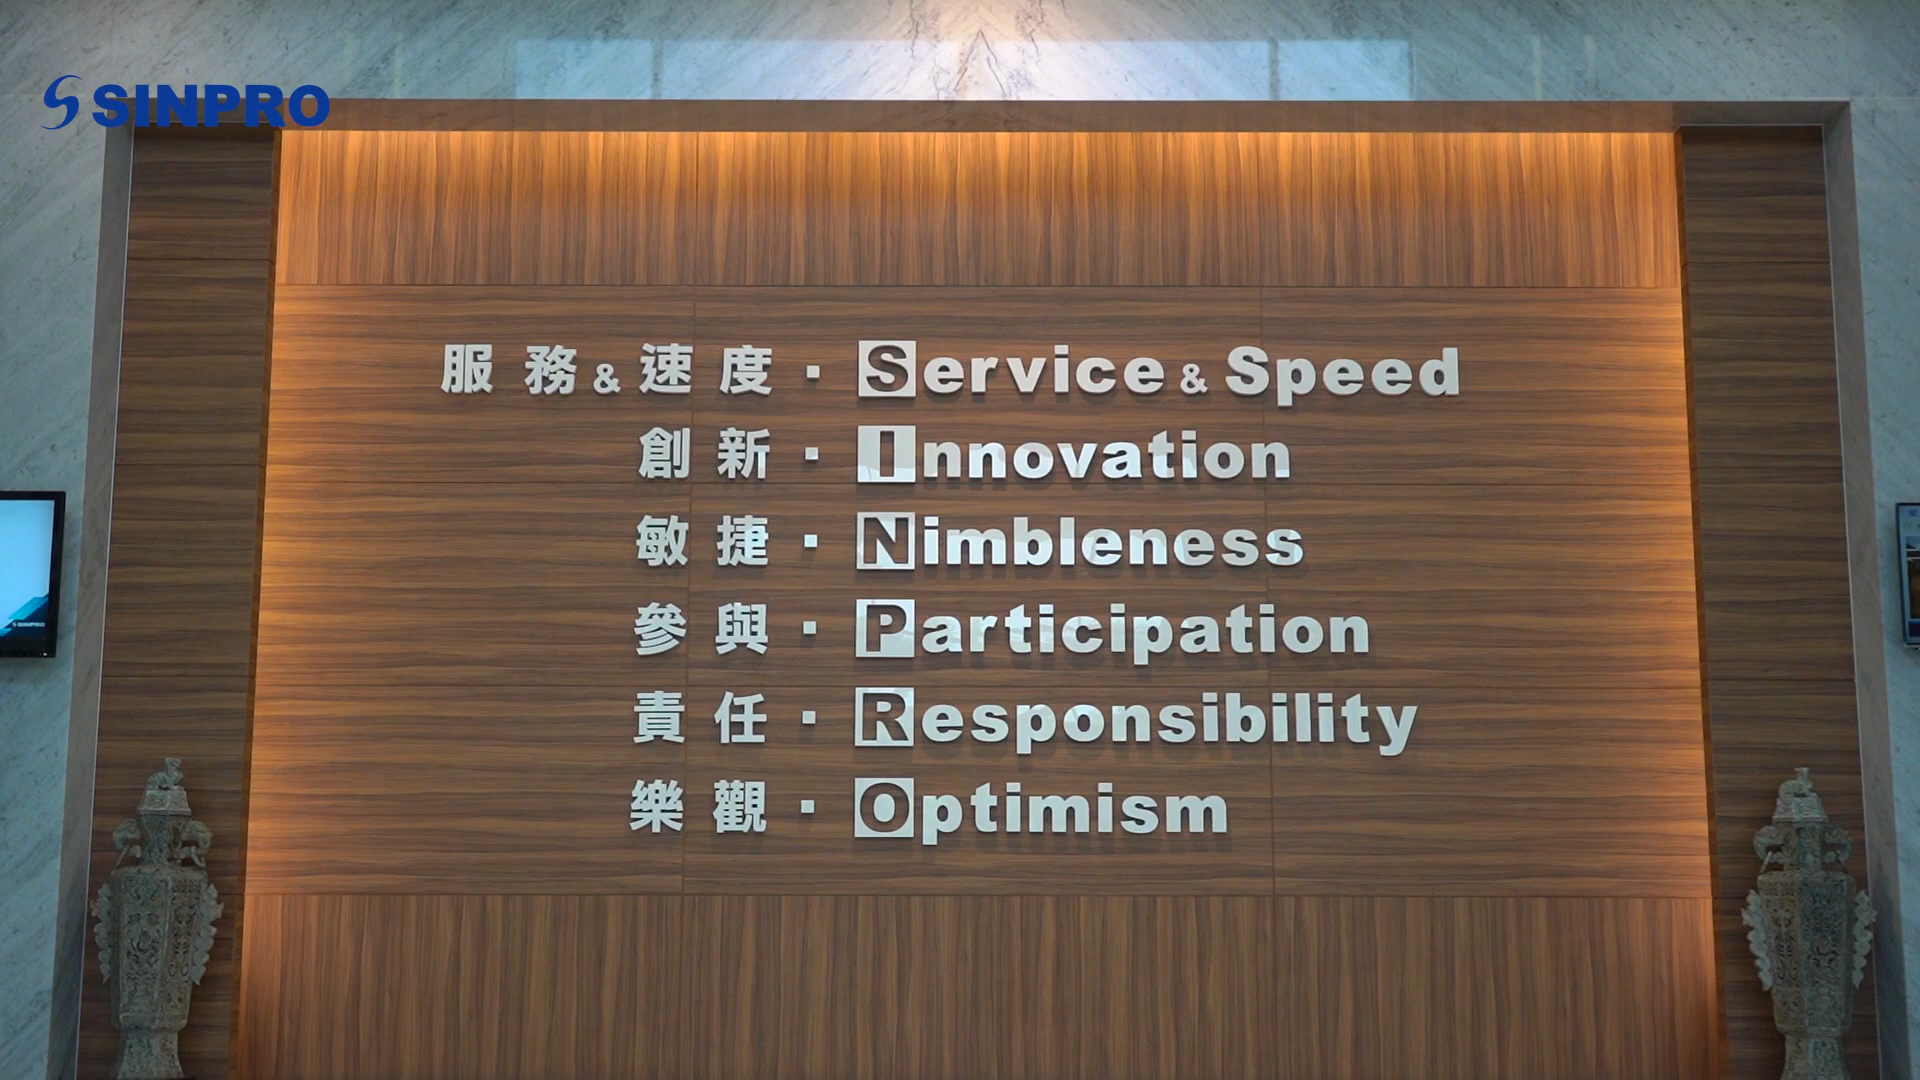 SINPRO
服務&速度·Service & Speed
創新·Innovation
敏捷·Nimbleness
參與·Participation
責任·Responsibility
樂觀·Optimism
SINPRO